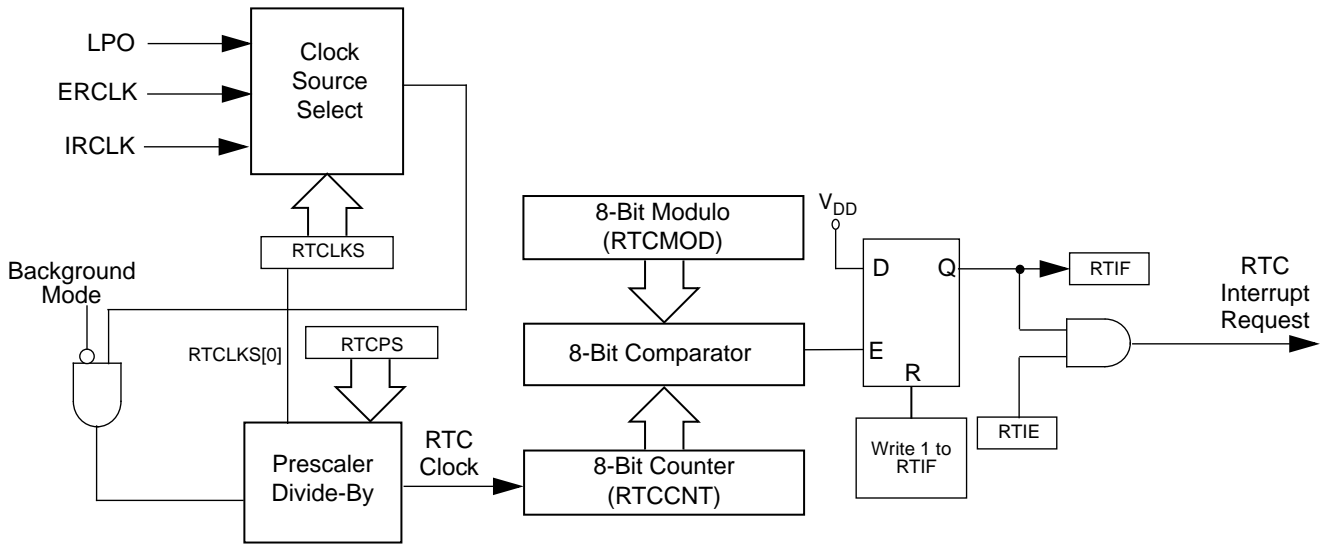 LPO
ERCLK
IRCLK
Clock
Source
Select
RTCLKS
Background
Mode
RTCLKS[0]
RTCPS
Prescaler
Divide-By
RTC
Clock
8-Bit Modulo
(RTCMOD)
8-Bit Comparator
8-Bit Counter
(RTCCNT)
VDD
D
Q
E
R
Write 1 to
RTIF
RTIF
RTIE
RTC
Interrupt
Request